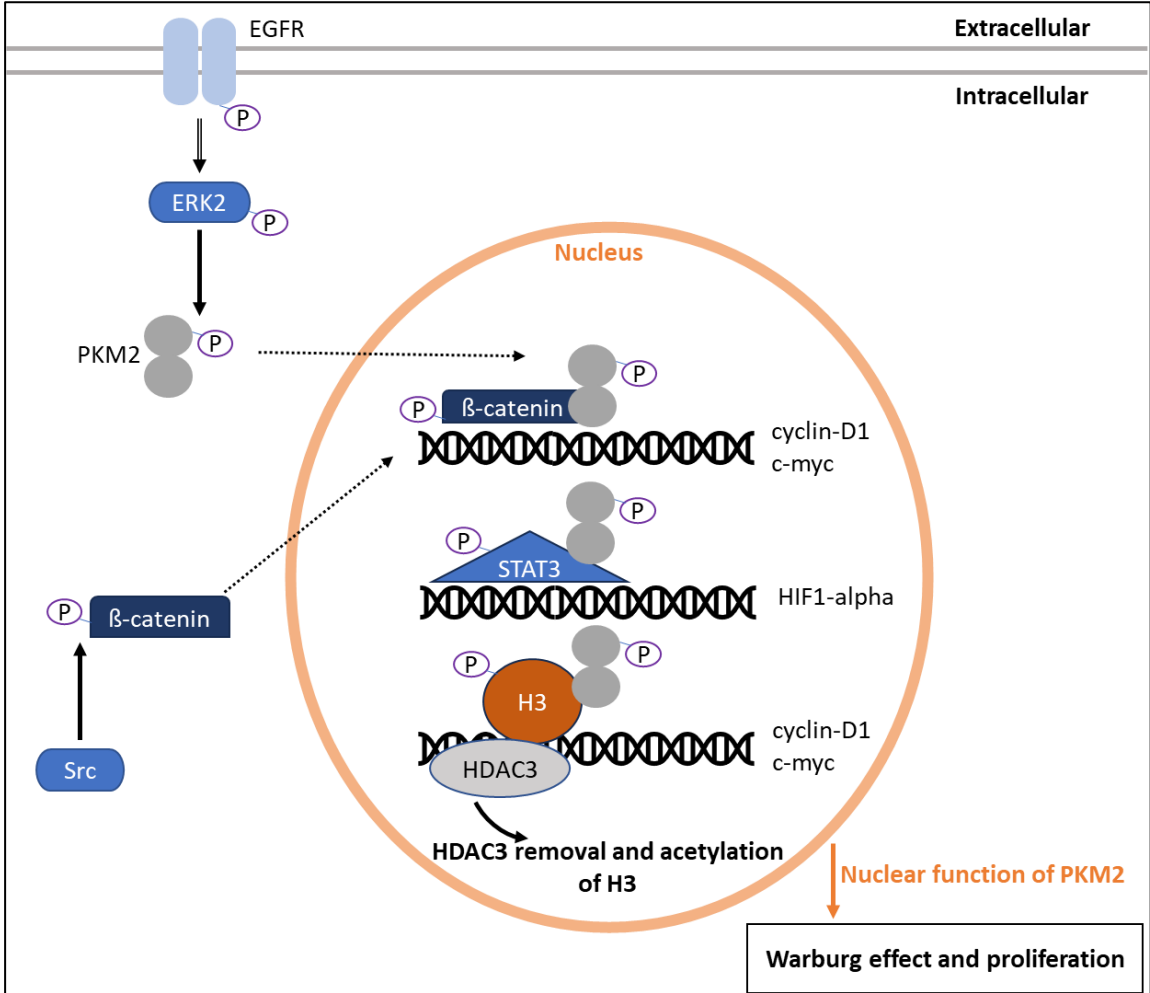 EGFR
Extracellular
Intracellular
P
ERK2
P
Nucleus
PKM2
P
P
P
ß-catenin
cyclin-D1
c-myc
P
P
STAT3
HIF1-alpha
P
ß-catenin
P
P
H3
cyclin-D1
c-myc
Src
HDAC3
HDAC3 removal and acetylation
of H3
Nuclear function of PKM2
Warburg effect and proliferation